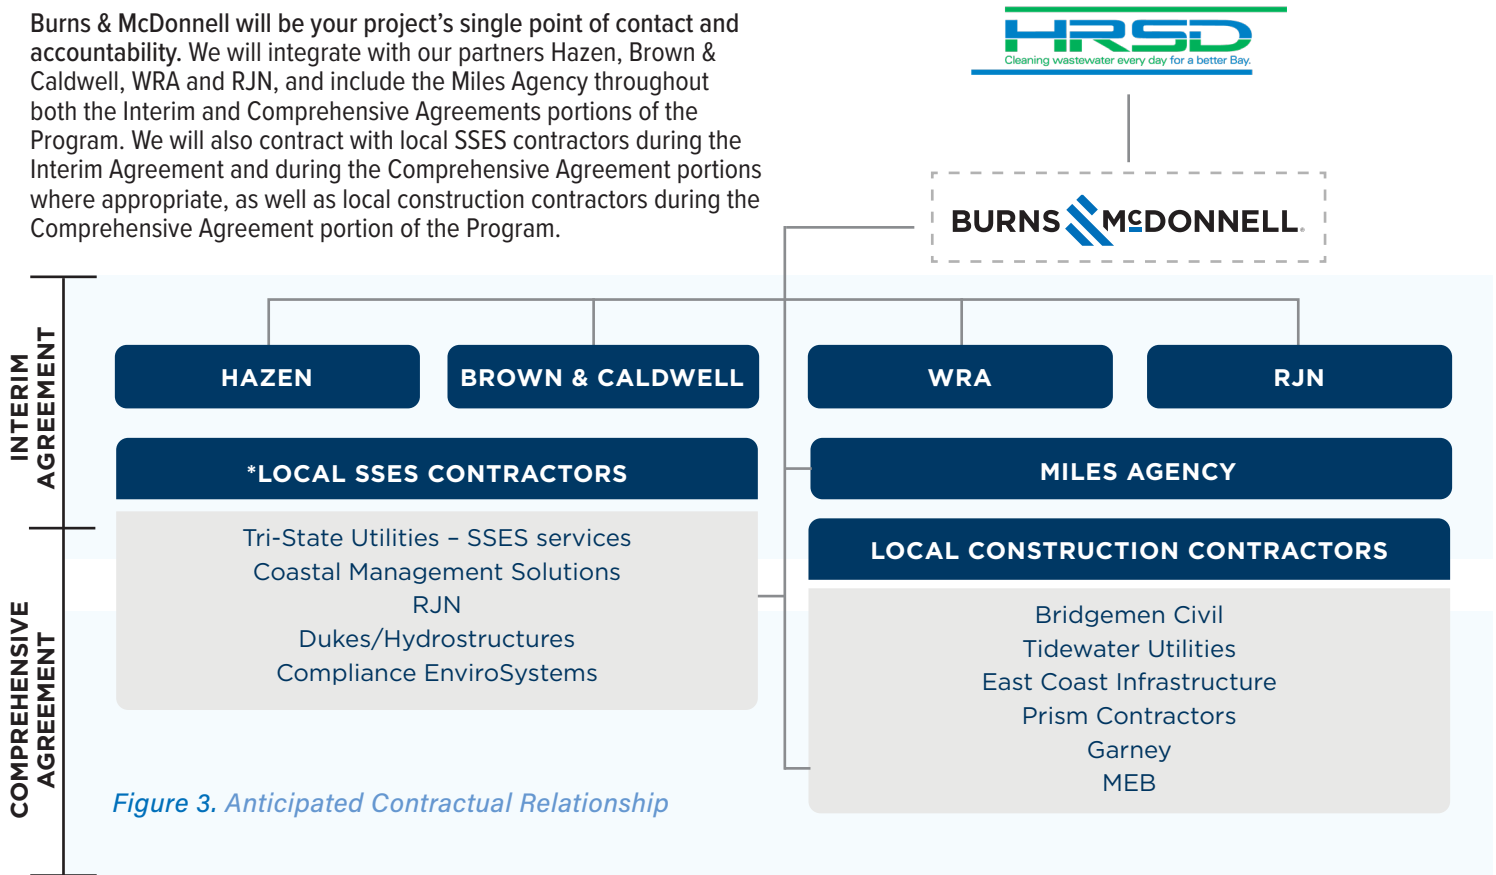 Burns & McDonnell will be your project’s single point of contact and
accountability. We will integrate with our partners Hazen, Brown &
Caldwell, WRA and RJN, and include the Miles Agency throughout
both the Interim and Comprehensive Agreements portions of the
Program. We will also contract with local SSES contractors during the
Interim Agreement and during the Comprehensive Agreement portions
where appropriate, as well as local construction contractors during the
Comprehensive Agreement portion of the Program.
HRSD
Cleaning wastewater every day for a better Bay.
BURNS McDONNELL®
INTERIM
AGREEMENT
HAZEN
BROWN & CALDWELL
WRA
RJN
*LOCAL SSES CONTRACTORS
Tri-State Utilities – SSES services
Coastal Management Solutions
RJN
Dukes/Hydrostructures
Compliance EnviroSystems
MILES AGENCY
LOCAL CONSTRUCTION CONTRACTORS
Bridgemen Civil
Tidewater Utilities
East Coast Infrastructure
Prism Contractors
Garney
MEB
COMPREHENSIVE
AGREEMENT
Figure 3. Anticipated Contractual Relationship